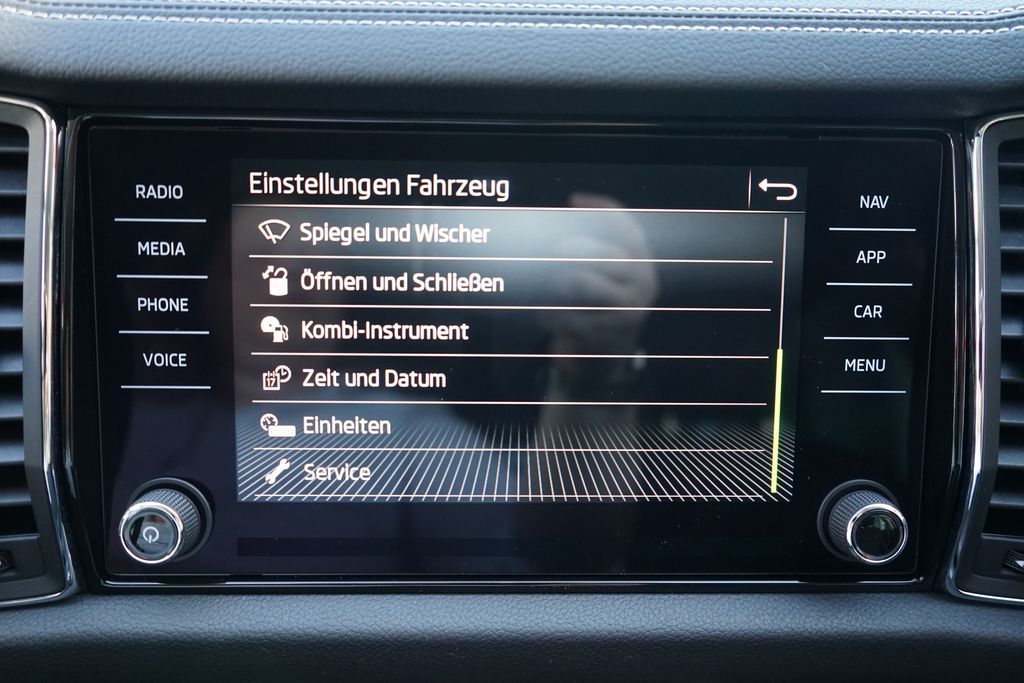 Einstellungen Fahrzeug
RADIO
MEDIA
PHONE
VOICE
Spiegel und Wischer
Öffnen und Schließen
Kombi-Instrument
17
Zeit und Datum
Einheiten
Service
NAV
APP
CAR
MENU